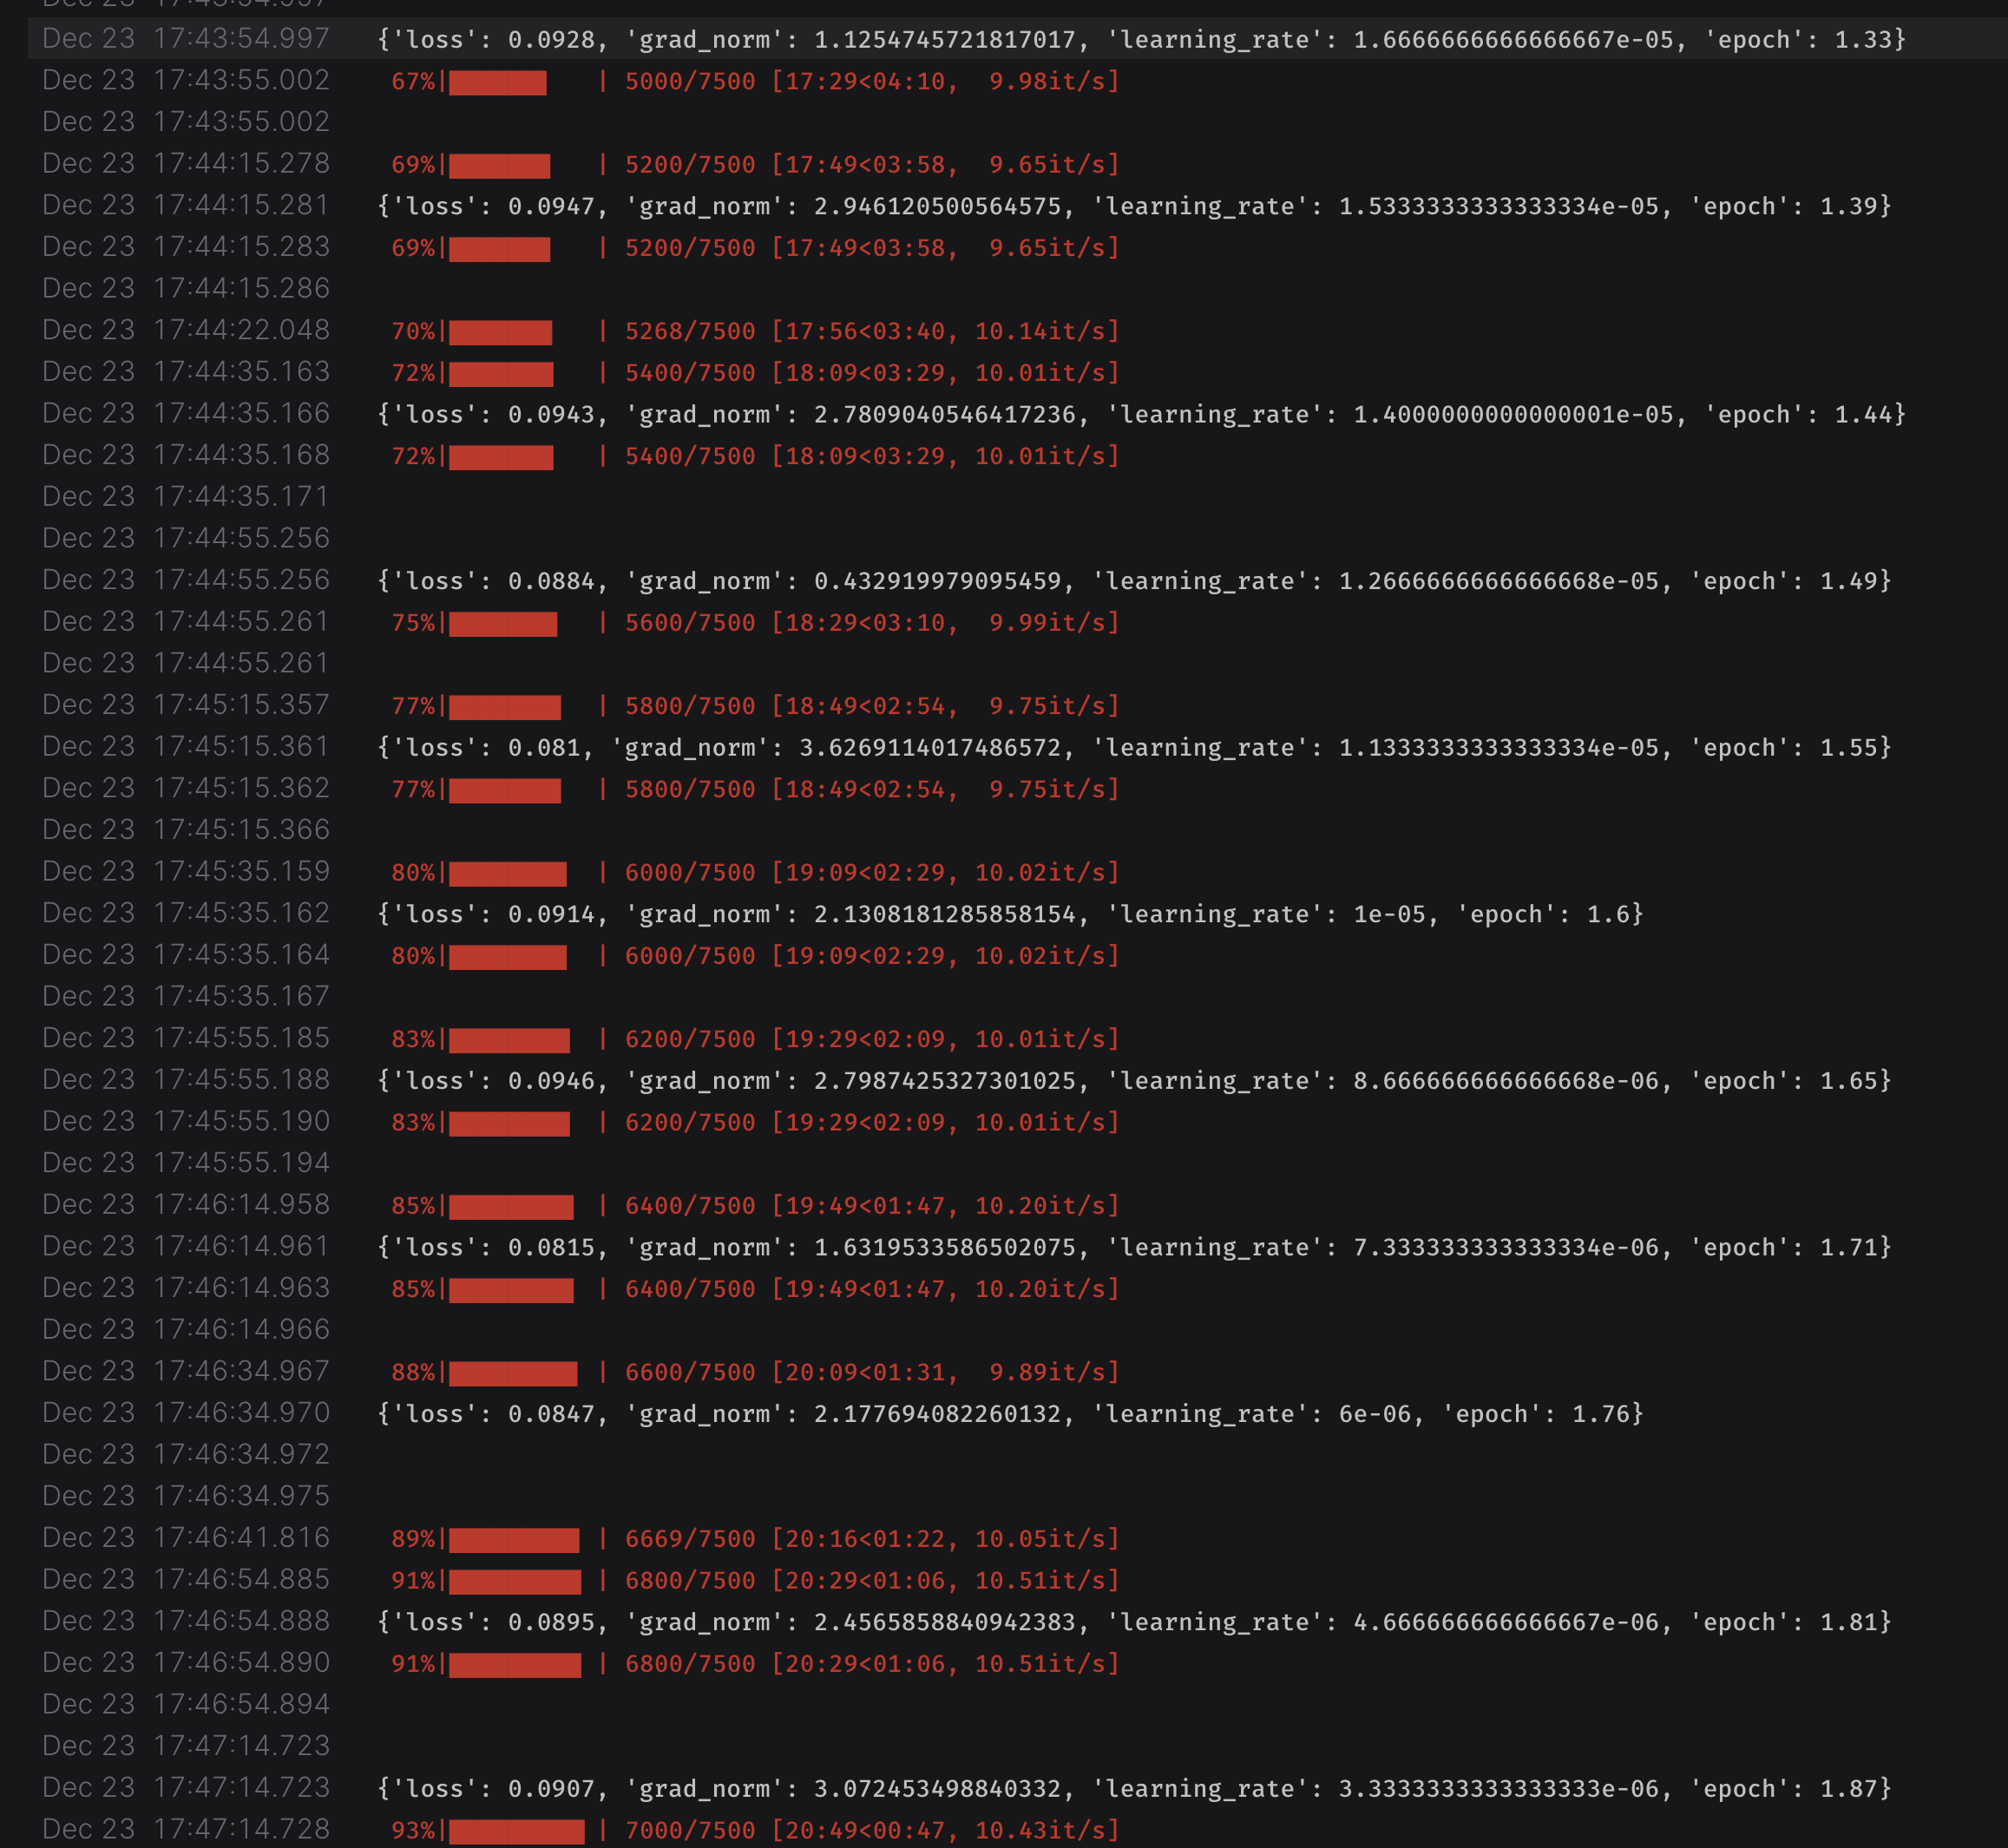 Dec 23 17:43:54.997
Dec 23 17:43:54.997 {'loss': 0.0928, 'grad_norm': 1.1254745721817017, 'learning_rate': 1.6666666666666667e-05, 'epoch': 1.33}
Dec 23 17:43:55.002 67%|███████   | 5000/7500 [17:29<04:10,  9.98it/s]
Dec 23 17:43:55.002
Dec 23 17:44:15.278 69%|███████   | 5200/7500 [17:49<03:58,  9.65it/s]
Dec 23 17:44:15.281 {'loss': 0.0947, 'grad_norm': 2.946120500564575, 'learning_rate': 1.5333333333333334e-05, 'epoch': 1.39}
Dec 23 17:44:15.283 69%|███████   | 5200/7500 [17:49<03:58,  9.65it/s]
Dec 23 17:44:15.286
Dec 23 17:44:22.048 70%|███████   | 5268/7500 [17:56<03:40, 10.14it/s]
Dec 23 17:44:35.163 72%|███████   | 5400/7500 [18:09<03:29, 10.01it/s]
Dec 23 17:44:35.166 {'loss': 0.0943, 'grad_norm': 2.7809040546417236, 'learning_rate': 1.4000000000000001e-05, 'epoch': 1.44}
Dec 23 17:44:35.168 72%|███████   | 5400/7500 [18:09<03:29, 10.01it/s]
Dec 23 17:44:35.171
Dec 23 17:44:55.256
Dec 23 17:44:55.256 {'loss': 0.0884, 'grad_norm': 0.432919979095459, 'learning_rate': 1.2666666666666668e-05, 'epoch': 1.49}
Dec 23 17:44:55.261 75%|███████   | 5600/7500 [18:29<03:10,  9.99it/s]
Dec 23 17:44:55.261
Dec 23 17:45:15.357 77%|████████   | 5800/7500 [18:49<02:54,  9.75it/s]
Dec 23 17:45:15.361 {'loss': 0.081, 'grad_norm': 3.6269114017486572, 'learning_rate': 1.1333333333333334e-05, 'epoch': 1.55}
Dec 23 17:45:15.362 77%|████████   | 5800/7500 [18:49<02:54,  9.75it/s]
Dec 23 17:45:15.366
Dec 23 17:45:35.159 80%|████████  | 6000/7500 [19:09<02:29, 10.02it/s]
Dec 23 17:45:35.162 {'loss': 0.0914, 'grad_norm': 2.1308181285858154, 'learning_rate': 1e-05, 'epoch': 1.6}
Dec 23 17:45:35.164 80%|████████  | 6000/7500 [19:09<02:29, 10.02it/s]
Dec 23 17:45:35.167
Dec 23 17:45:55.185 83%|████████  | 6200/7500 [19:29<02:09, 10.01it/s]
Dec 23 17:45:55.188 {'loss': 0.0946, 'grad_norm': 2.7987425327301025, 'learning_rate': 8.666666666666668e-06, 'epoch': 1.65}
Dec 23 17:45:55.190 83%|████████  | 6200/7500 [19:29<02:09, 10.01it/s]
Dec 23 17:45:55.194
Dec 23 17:46:14.958 85%|████████  | 6400/7500 [19:49<01:47, 10.20it/s]
Dec 23 17:46:14.961 {'loss': 0.0815, 'grad_norm': 1.6319533586502075, 'learning_rate': 7.333333333333334e-06, 'epoch': 1.71}
Dec 23 17:46:14.963 85%|████████  | 6400/7500 [19:49<01:47, 10.20it/s]
Dec 23 17:46:14.966
Dec 23 17:46:34.967 88%|█████████ | 6600/7500 [20:09<01:31,  9.89it/s]
Dec 23 17:46:34.970 {'loss': 0.0847, 'grad_norm': 2.177694082260132, 'learning_rate': 6e-06, 'epoch': 1.76}
Dec 23 17:46:34.972
Dec 23 17:46:34.975
Dec 23 17:46:41.816 89%|█████████ | 6669/7500 [20:16<01:22, 10.05it/s]
Dec 23 17:46:54.885 91%|█████████ | 6800/7500 [20:29<01:06, 10.51it/s]
Dec 23 17:46:54.888 {'loss': 0.0895, 'grad_norm': 2.4565858840942383, 'learning_rate': 4.666666666666667e-06, 'epoch': 1.81}
Dec 23 17:46:54.890 91%|█████████ | 6800/7500 [20:29<01:06, 10.51it/s]
Dec 23 17:46:54.894
Dec 23 17:47:14.723
Dec 23 17:47:14.723 {'loss': 0.0907, 'grad_norm': 3.072453498840332, 'learning_rate': 3.3333333333333333e-06, 'epoch': 1.87}
Dec 23 17:47:14.728 93%|█████████ | 7000/7500 [20:49<00:47, 10.43it/s]